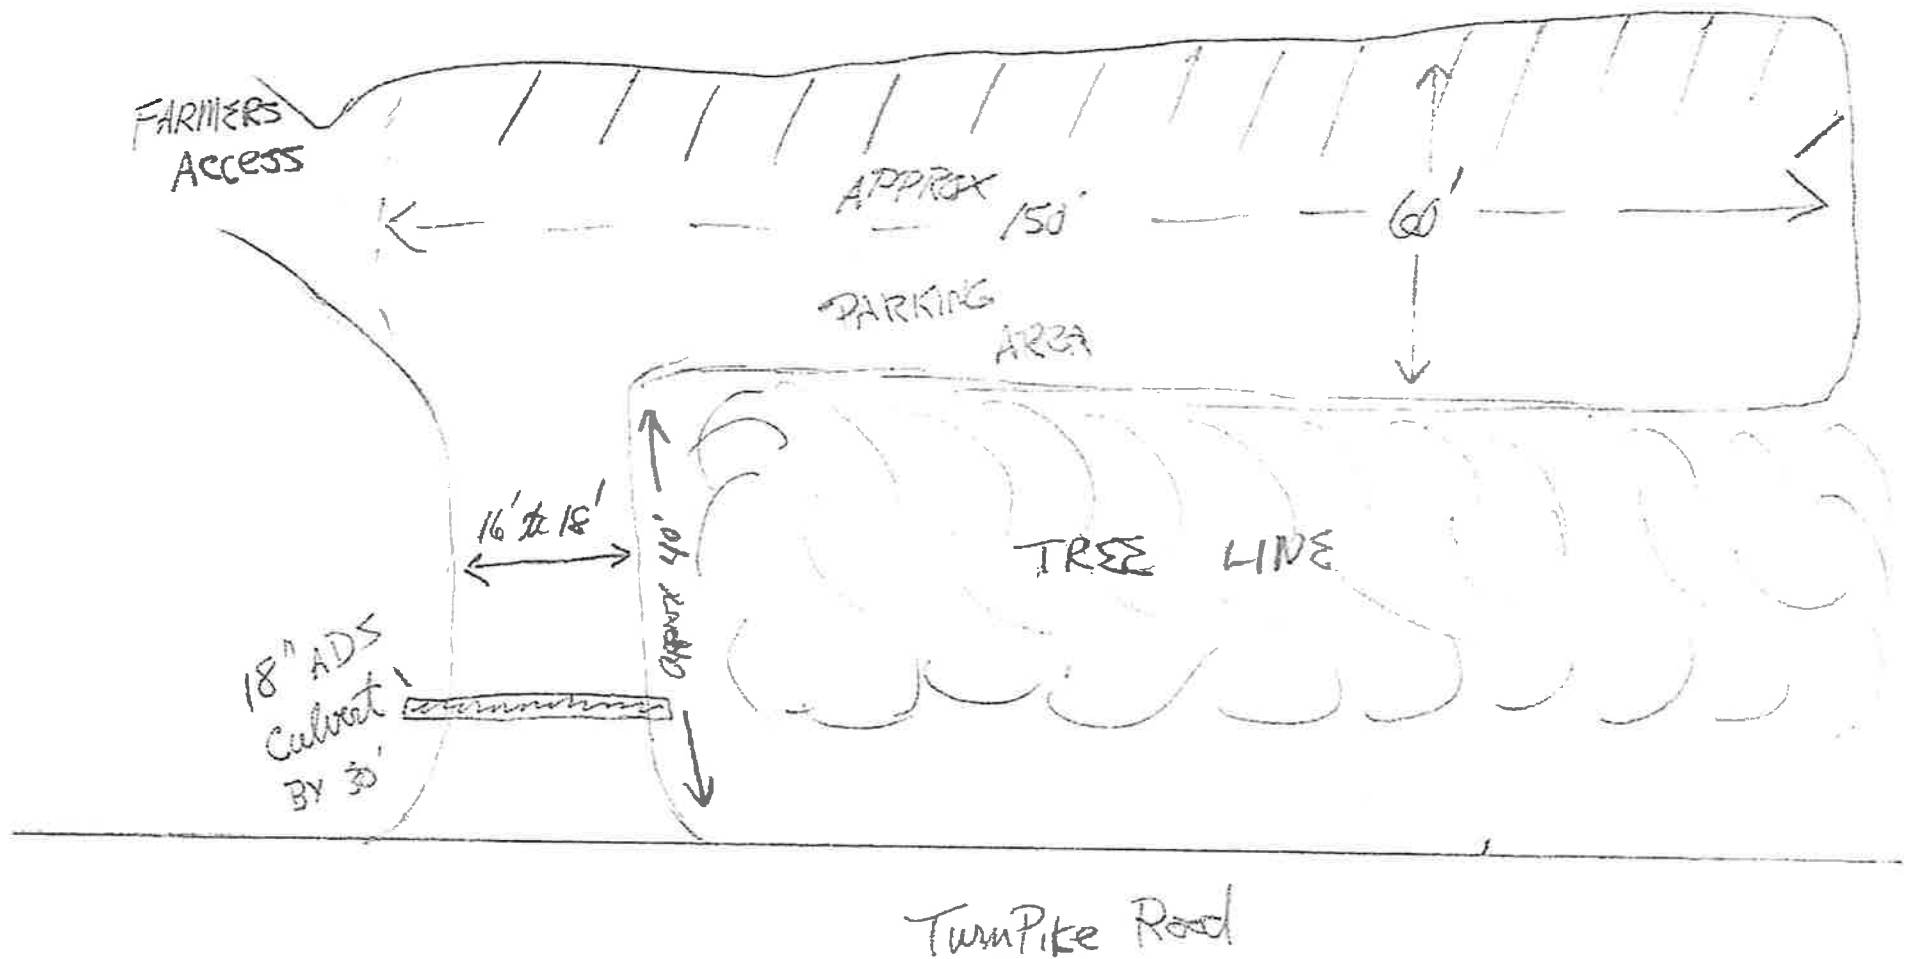 FARMERS
ACCESS
APPROX
150'
60'
PARKING
AREA
16' to 18'
Approx 40'
TREE LINE
18" ADS
Culvert
BY 30'
TurnPike Road